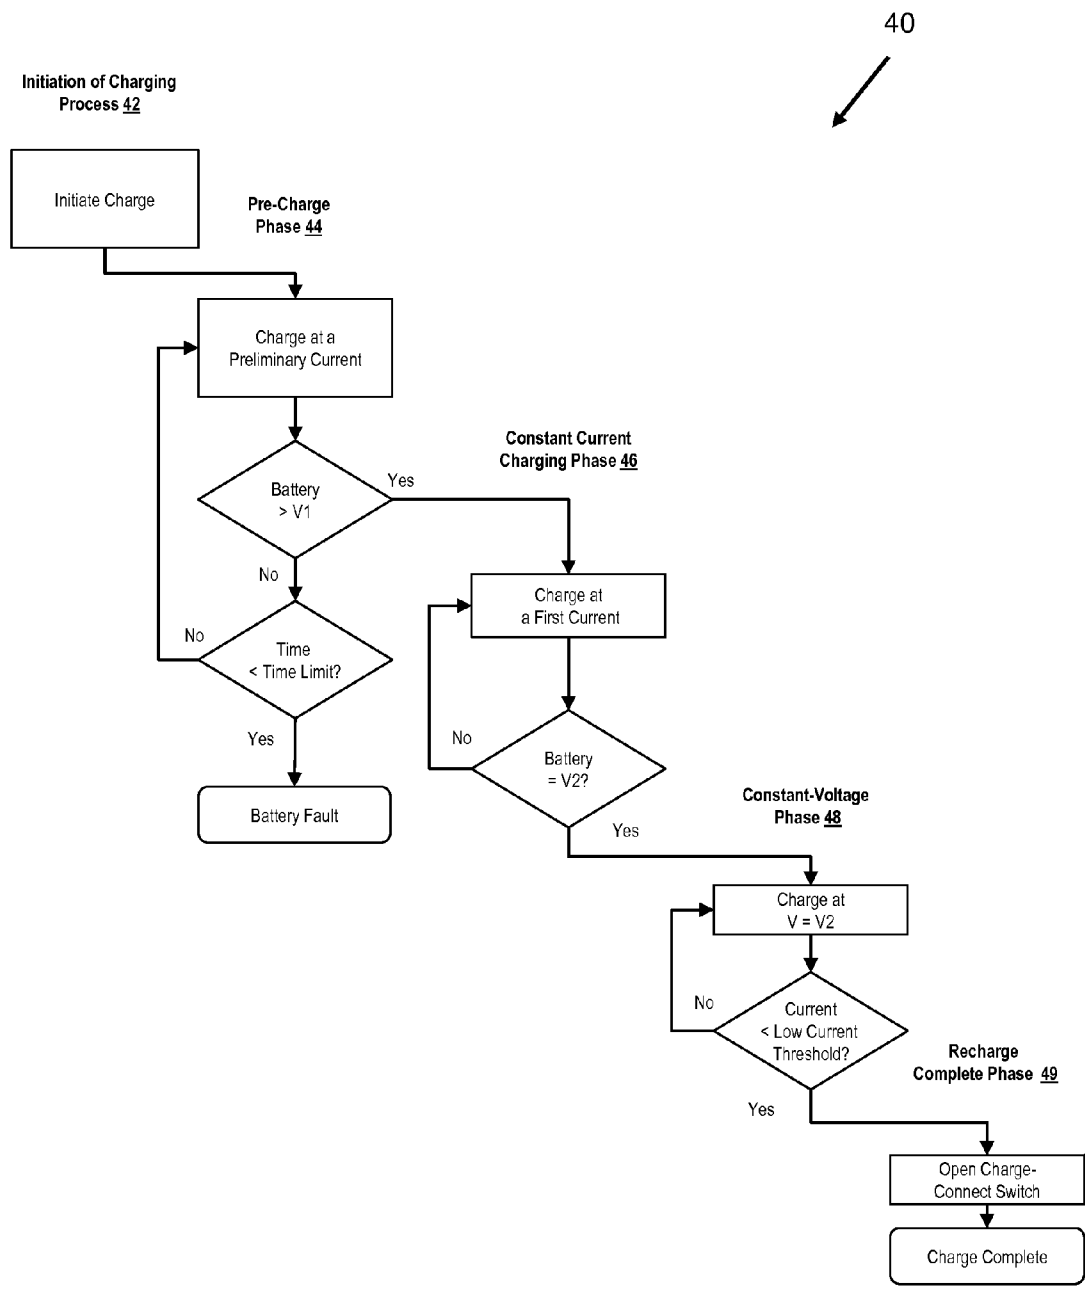 40
Initiation of Charging
Process 42
Initiate Charge
Pre-Charge
Phase 44
Charge at a
Preliminary Current
Battery
> V1
Yes
No
Time
< Time Limit?
No
Yes
Battery Fault
Constant Current
Charging Phase 46
Charge at
a First Current
Battery
= V2?
No
Yes
Constant-Voltage
Phase 48
Charge at
V = V2
Current
< Low Current
Threshold?
No
Yes
Recharge
Complete Phase 49
Open Charge-
Connect Switch
Charge Complete